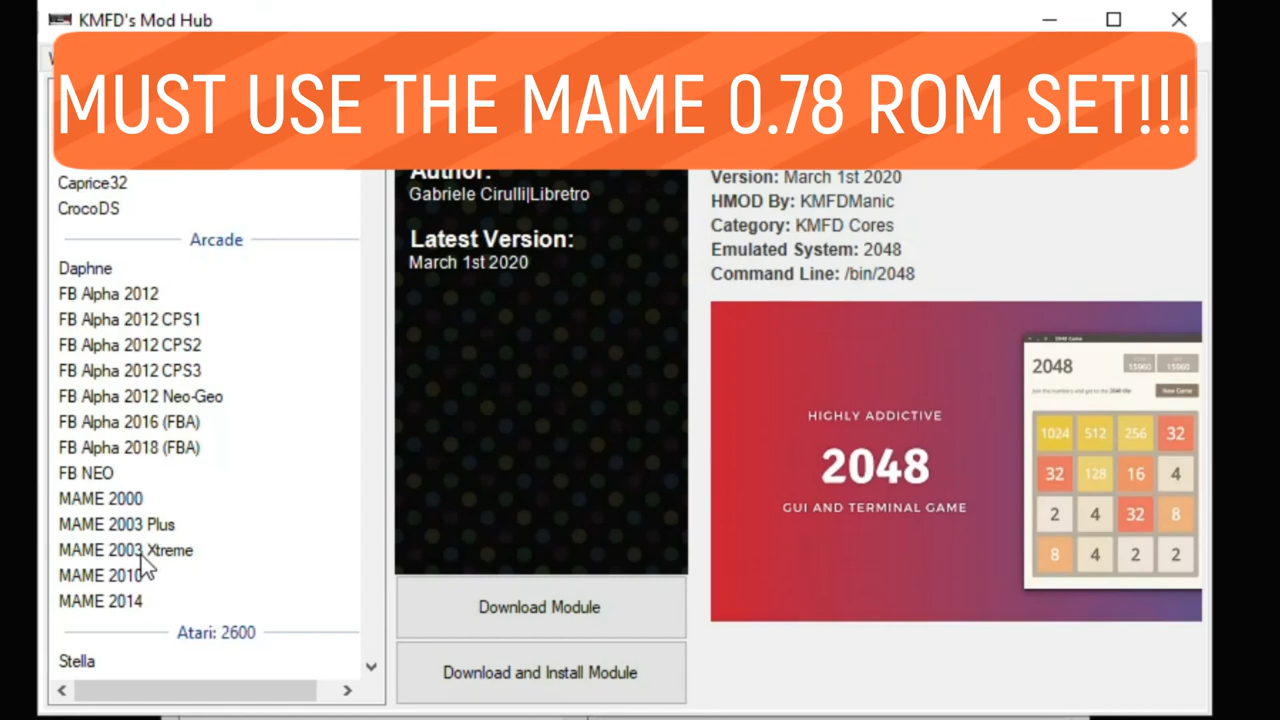 KMFD's Mod Hub
MUST USE THE MAME 0.78 ROM SET!!!
Caprice32
CrocoDS
Arcade
Daphne
FB Alpha 2012
FB Alpha 2012 CPS1
FB Alpha 2012 CPS2
FB Alpha 2012 CPS3
FB Alpha 2012 Neo-Geo
FB Alpha 2016 (FBA)
FB Alpha 2018 (FBA)
FB NEO
MAME 2000
MAME 2003 Plus
MAME 2003 Xtreme
MAME 2010
MAME 2014
Atari: 2600
Stella
Author:
Gabriele Cirulli|Libretro
Latest Version:
March 1st 2020
Download Module
Download and Install Module
Version: March 1st 2020
HMOD By: KMFDManic
Category: KMFD Cores
Emulated System: 2048
Command Line: /bin/2048
HIGHLY ADDICTIVE
2048
GUI AND TERMINAL GAME
2048 Game
2048
15960 15960
New Game
1024 512 256 32
32 128 16 4
2 4 32 8
8 4 2 2